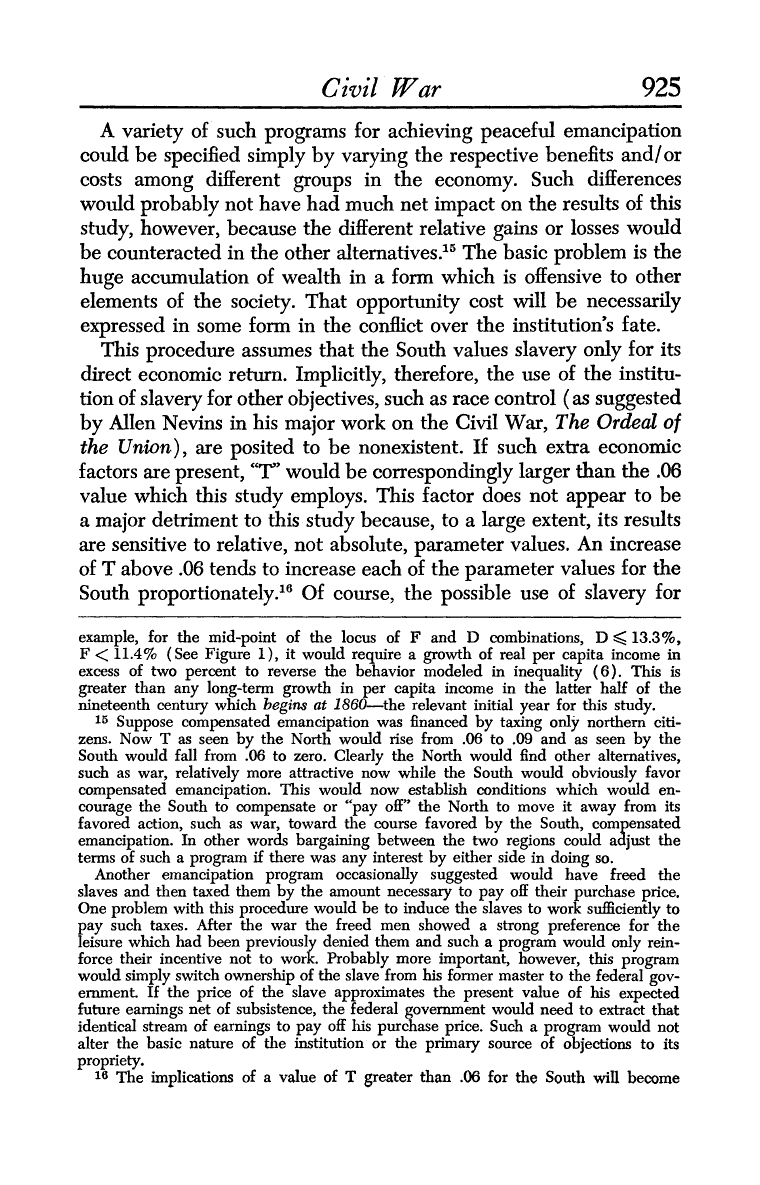 Civil War 925
A variety of such programs for achieving peaceful emancipation
could be specified simply by varying the respective benefits and/or
costs among different groups in the economy. Such differences
would probably not have had much net impact on the results of this
study, however, because the different relative gains or losses would
be counteracted in the other alternatives.¹⁵ The basic problem is the
huge accumulation of wealth in a form which is offensive to other
elements of the society. That opportunity cost will be necessarily
expressed in some form in the conflict over the institution's fate.
This procedure assumes that the South values slavery only for its
direct economic return. Implicitly, therefore, the use of the institu-
tion of slavery for other objectives, such as race control (as suggested
by Allen Nevins in his major work on the Civil War, The Ordeal of
the Union), are posited to be nonexistent. If such extra economic
factors are present, “T” would be correspondingly larger than the .06
value which this study employs. This factor does not appear to be
a major detriment to this study because, to a large extent, its results
are sensitive to relative, not absolute, parameter values. An increase
of T above .06 tends to increase each of the parameter values for the
South proportionately.¹⁶ Of course, the possible use of slavery for
example, for the mid-point of the locus of F and D combinations, D ⩽ 13.3%,
F < 11.4% (See Figure 1), it would require a growth of real per capita income in
excess of two percent to reverse the behavior modeled in inequality (6). This is
greater than any long-term growth in per capita income in the latter half of the
nineteenth century which begins at 1860—the relevant initial year for this study.
¹⁵ Suppose compensated emancipation was financed by taxing only northern citi-
zens. Now T as seen by the North would rise from .06 to .09 and as seen by the
South would fall from .06 to zero. Clearly the North would find other alternatives,
such as war, relatively more attractive now while the South would obviously favor
compensated emancipation. This would now establish conditions which would en-
courage the South to compensate or “pay off” the North to move it away from its
favored action, such as war, toward the course favored by the South, compensated
emancipation. In other words bargaining between the two regions could adjust the
terms of such a program if there was any interest by either side in doing so.
Another emancipation program occasionally suggested would have freed the
slaves and then taxed them by the amount necessary to pay off their purchase price.
One problem with this procedure would be to induce the slaves to work sufficiently to
pay such taxes. After the war the freed men showed a strong preference for the
leisure which had been previously denied them and such a program would only rein-
force their incentive not to work. Probably more important, however, this program
would simply switch ownership of the slave from his former master to the federal gov-
ernment. If the price of the slave approximates the present value of his expected
future earnings net of subsistence, the federal government would need to extract that
identical stream of earnings to pay off his purchase price. Such a program would not
alter the basic nature of the institution or the primary source of objections to its
propriety.
¹⁶ The implications of a value of T greater than .06 for the South will become